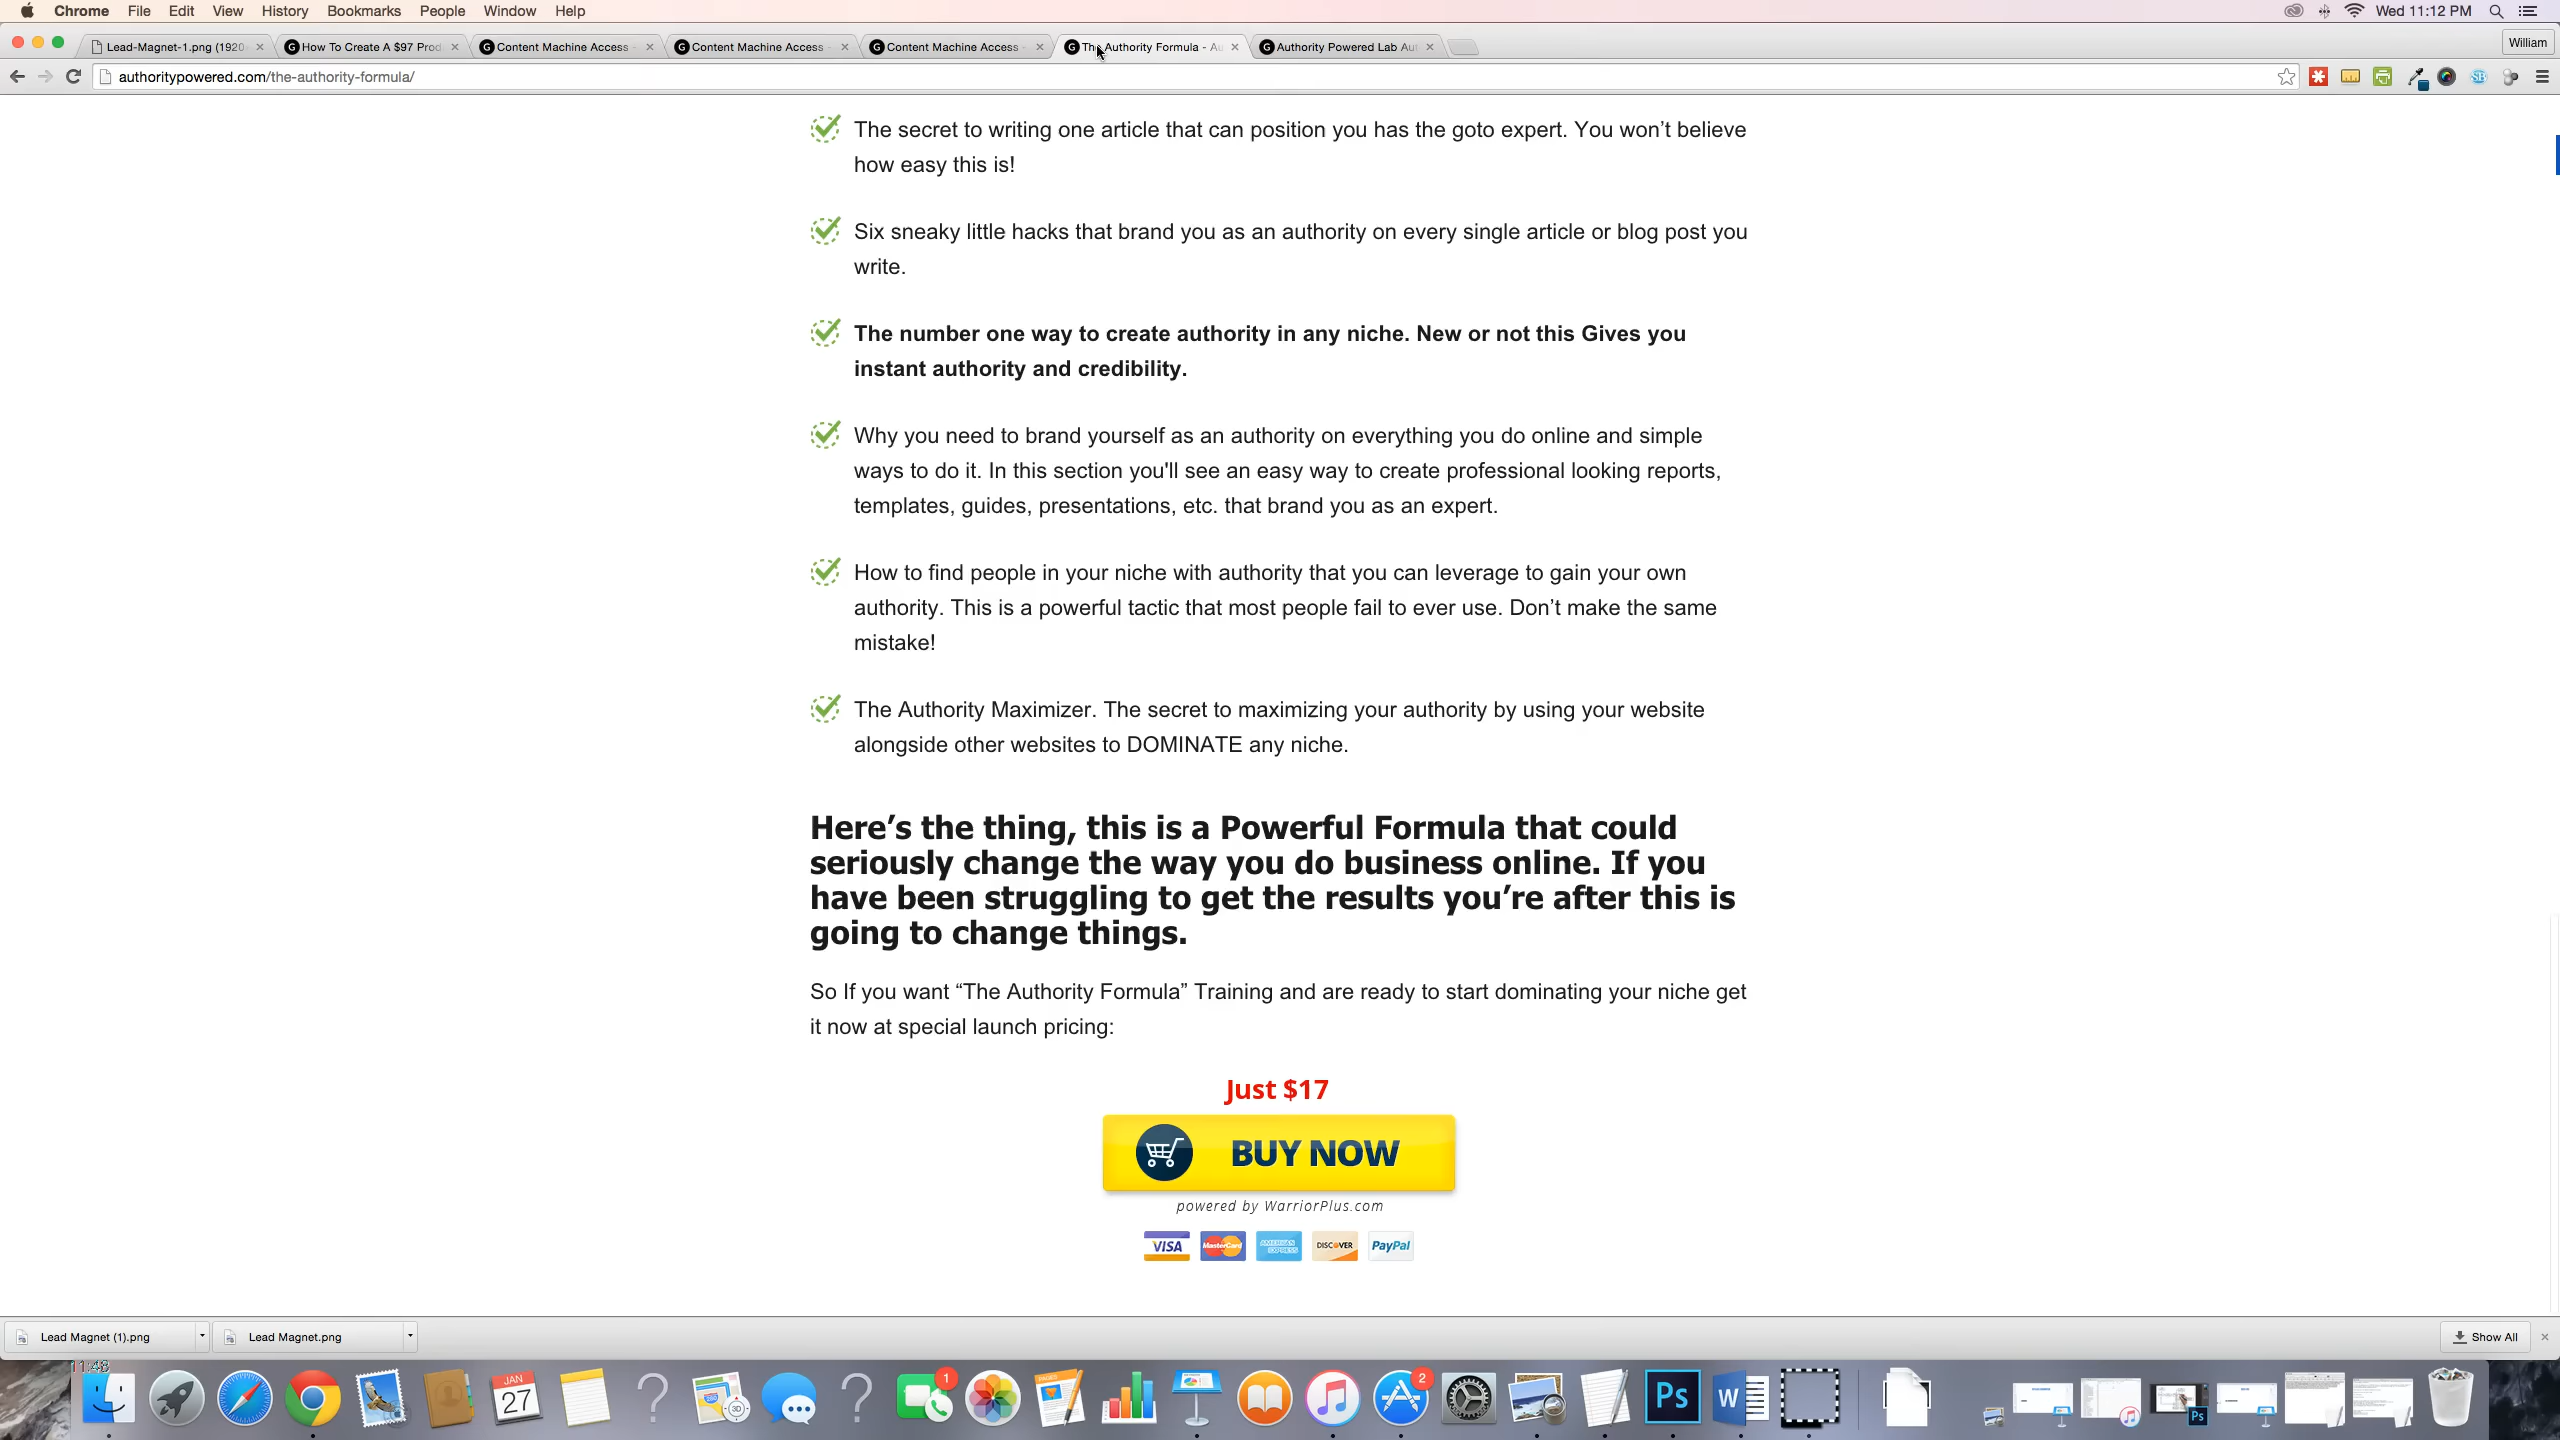 Chrome File Edit View History Bookmarks People Window Help
Wed 11:12 PM
Lead-Magnet-1.png (1920
How To Create A $97 Prod
Content Machine Access -
Content Machine Access -
Content Machine Access -
The Authority Formula - Au
Authority Powered Lab Aut
William
authoritypowered.com/the-authority-formula/
The secret to writing one article that can position you has the goto expert. You won’t believe
how easy this is!
Six sneaky little hacks that brand you as an authority on every single article or blog post you
write.
The number one way to create authority in any niche. New or not this Gives you
instant authority and credibility.
Why you need to brand yourself as an authority on everything you do online and simple
ways to do it. In this section you'll see an easy way to create professional looking reports,
templates, guides, presentations, etc. that brand you as an expert.
How to find people in your niche with authority that you can leverage to gain your own
authority. This is a powerful tactic that most people fail to ever use. Don’t make the same
mistake!
The Authority Maximizer. The secret to maximizing your authority by using your website
alongside other websites to DOMINATE any niche.
Here’s the thing, this is a Powerful Formula that could
seriously change the way you do business online. If you
have been struggling to get the results you’re after this is
going to change things.
So If you want “The Authority Formula” Training and are ready to start dominating your niche get
it now at special launch pricing:
Just $17
BUY NOW
powered by WarriorPlus.com
VISA MasterCard AMERICAN EXPRESS DISCOVER PayPal
Lead Magnet (1).png
Lead Magnet.png
Show All
11:48
JAN
27
PAGES
3D
1
2
Ps
W
Ps